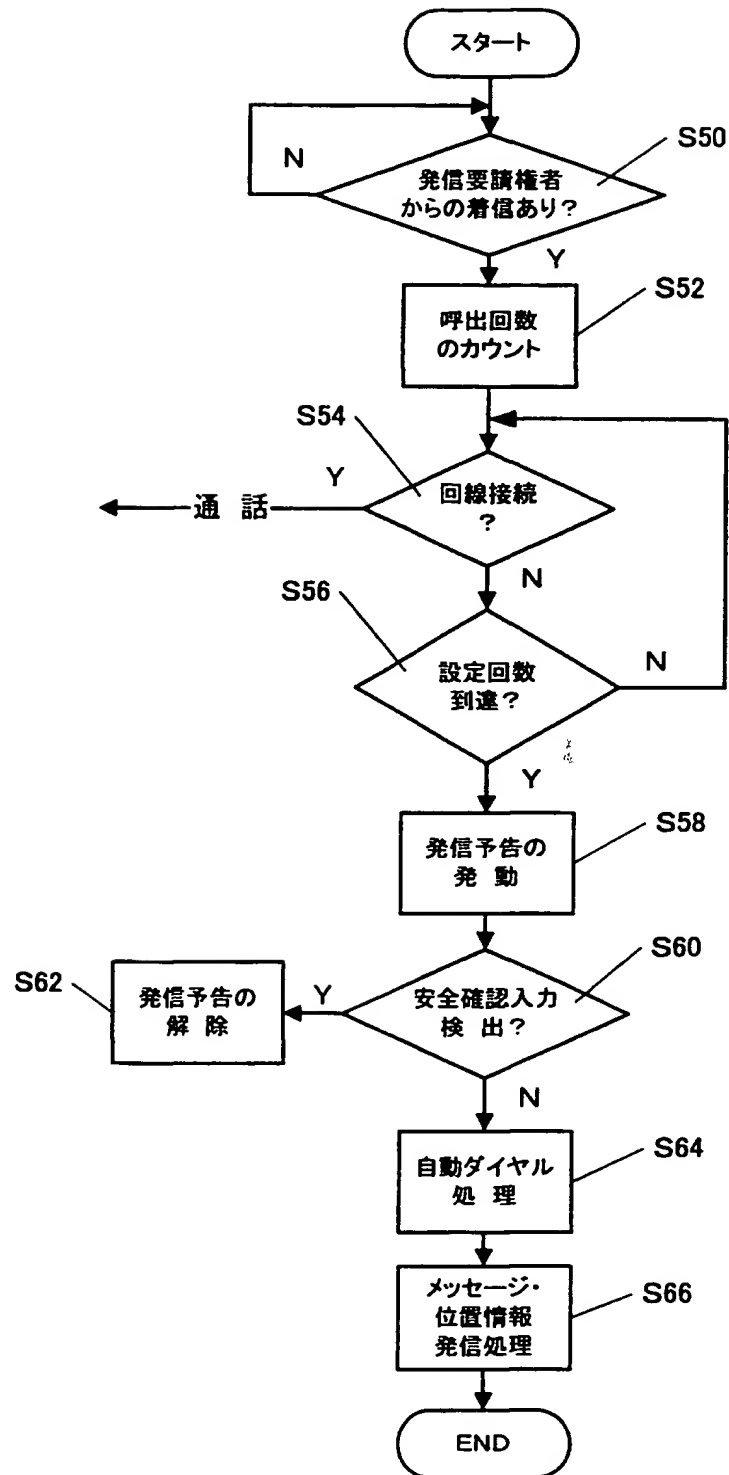 スタート
S50
N
発信要請権者
からの着信あり?
Y
S52
呼出回数
のカウント
S54
Y
回線接続
?
通 話
N
S56
設定回数
到達?
N
Y
S58
発信予告の
発 動
S60
S62
発信予告の
解 除
Y
安全確認入力
検 出?
N
S64
自動ダイヤル
処 理
S66
メッセージ・
位置情報
発信処理
END